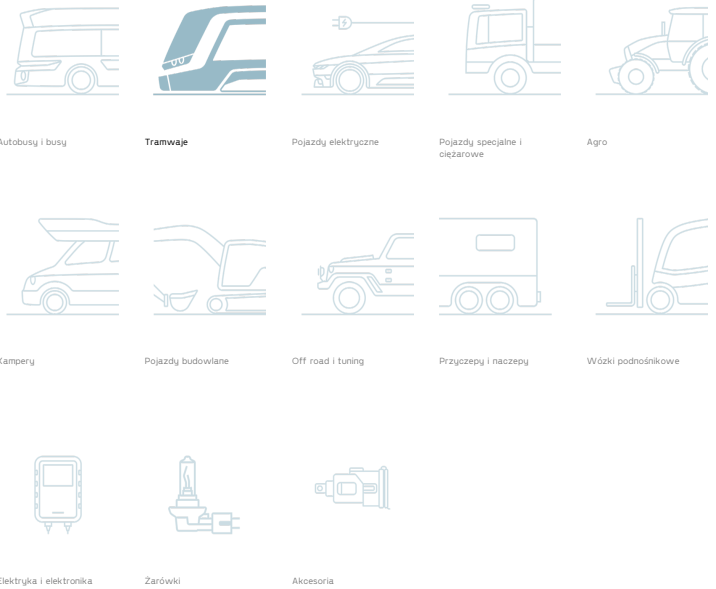 Autobusy i busy
Tramwaje
Pojazdy elektryczne
Pojazdy specjalne i
ciężarowe
Agro
Kampery
Pojazdy budowlane
Off road i tuning
Przyczepy i naczepy
Wózki podnośnikowe
Elektryka i elektronika
Żarówki
Akcesoria